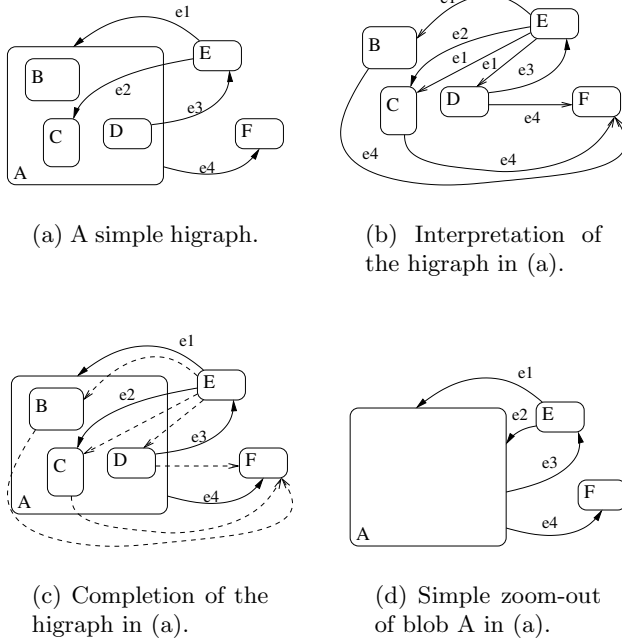 e1
E
B
e2
e3
C
D
F
A
e4
(a) A simple higraph.
e1
E
B
e2
e1
e1
e3
C
D
F
e4
e4
e4
(b) Interpretation of
the higraph in (a).
e1
E
B
e2
e3
C
D
F
A
e4
(c) Completion of the
higraph in (a).
e1
E
e2
e3
F
e4
A
(d) Simple zoom-out
of blob A in (a).